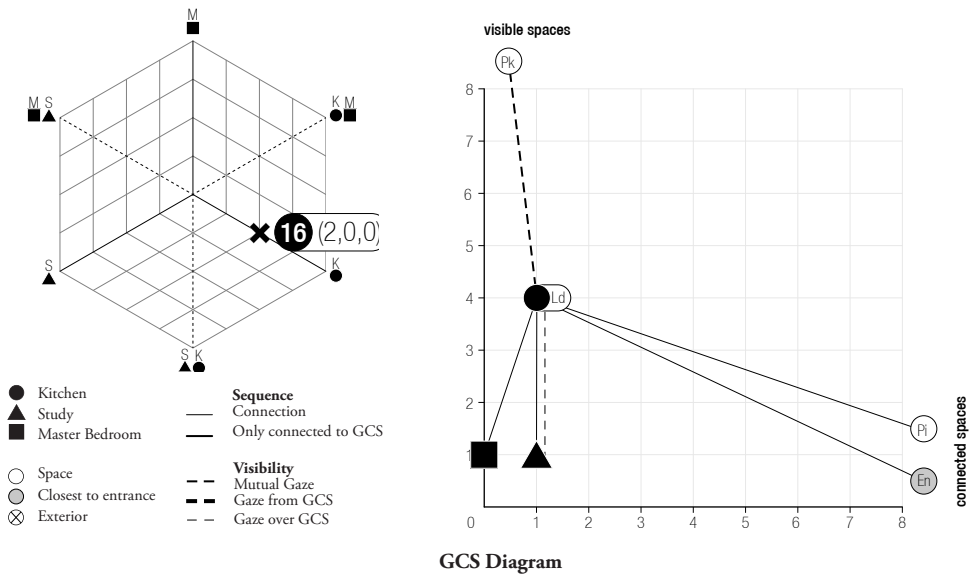 M
M S
K M
16 (2,0,0)
S
K
S K
Kitchen
Study
Master Bedroom
Space
Closest to entrance
Exterior
Sequence
Connection
Only connected to GCS
Visibility
Mutual Gaze
Gaze from GCS
Gaze over GCS
visible spaces
Pk
8
7
6
5
4
3
2
1
Ld
Pi
En
0 1 2 3 4 5 6 7 8
connected spaces
GCS Diagram